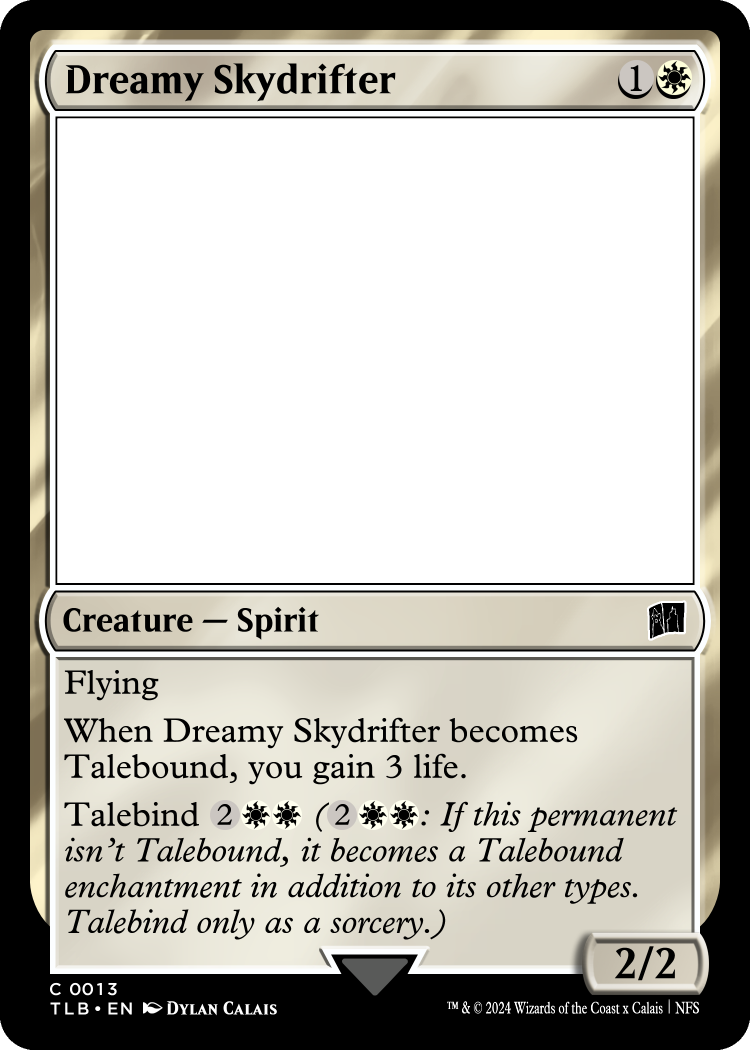 Dreamy Skydrifter 1
Creature — Spirit
Flying
When Dreamy Skydrifter becomes
Talebound, you gain 3 life.
Talebind 2 (2: If this permanent
isn't Talebound, it becomes a Talebound
enchantment in addition to its other types.
Talebind only as a sorcery.)
2/2
C 0013
TLB • EN DYLAN CALAIS
™ & © 2024 Wizards of the Coast x Calais | NFS